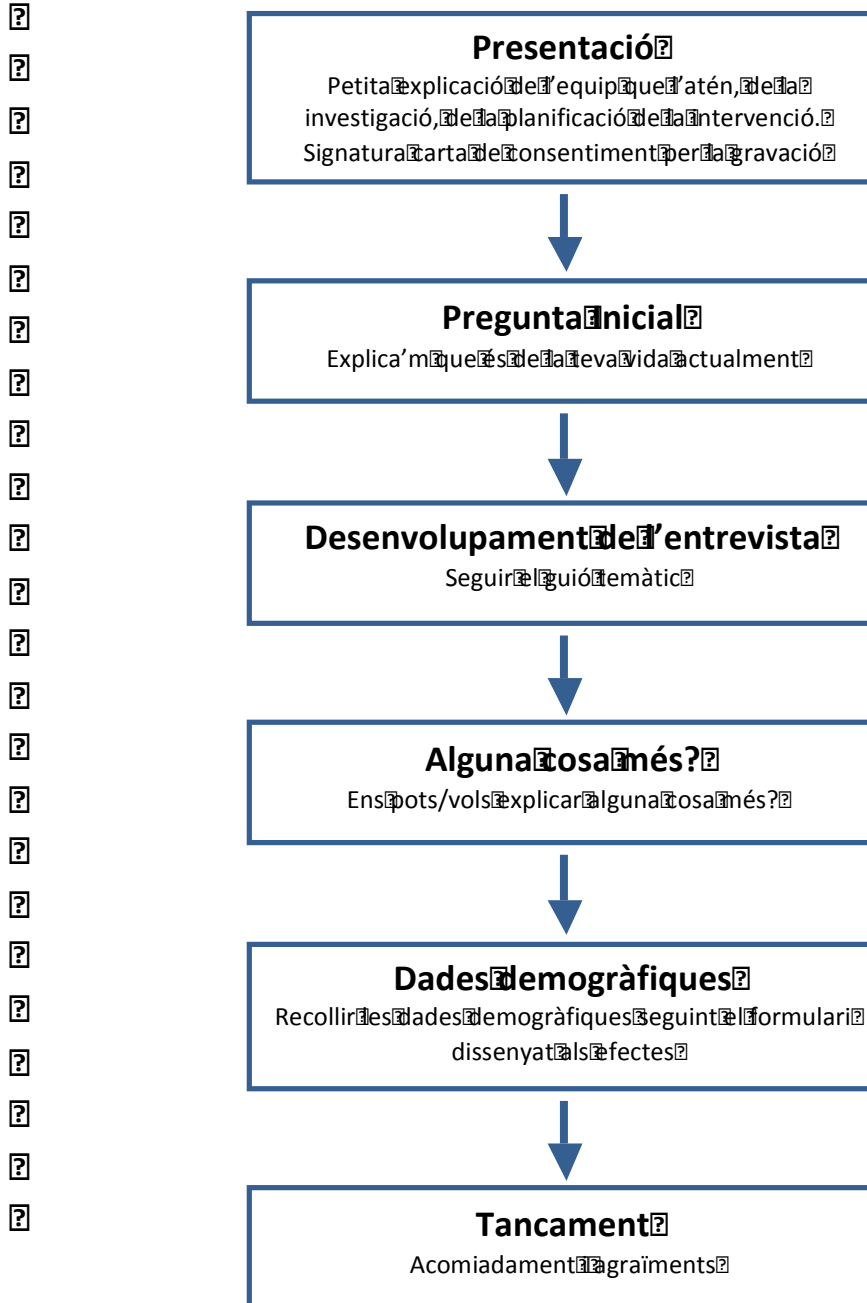 Presentació
Petita explicació de l’equip que l’atén, de la
investigació, de la planificació de la intervenció.
Signatura carta de consentiment per la gravació
Pregunta Inicial
Explica’m que és de la teva vida actualment
Desenvolupament de l’entrevista
Seguir el guió temàtic
Alguna cosa més?
Ens pots/vols explicar alguna cosa més?
Dades demogràfiques
Recollir les dades demogràfiques seguint el formulari
dissenyat als efectes
Tancament
Acomiadament i agraïments